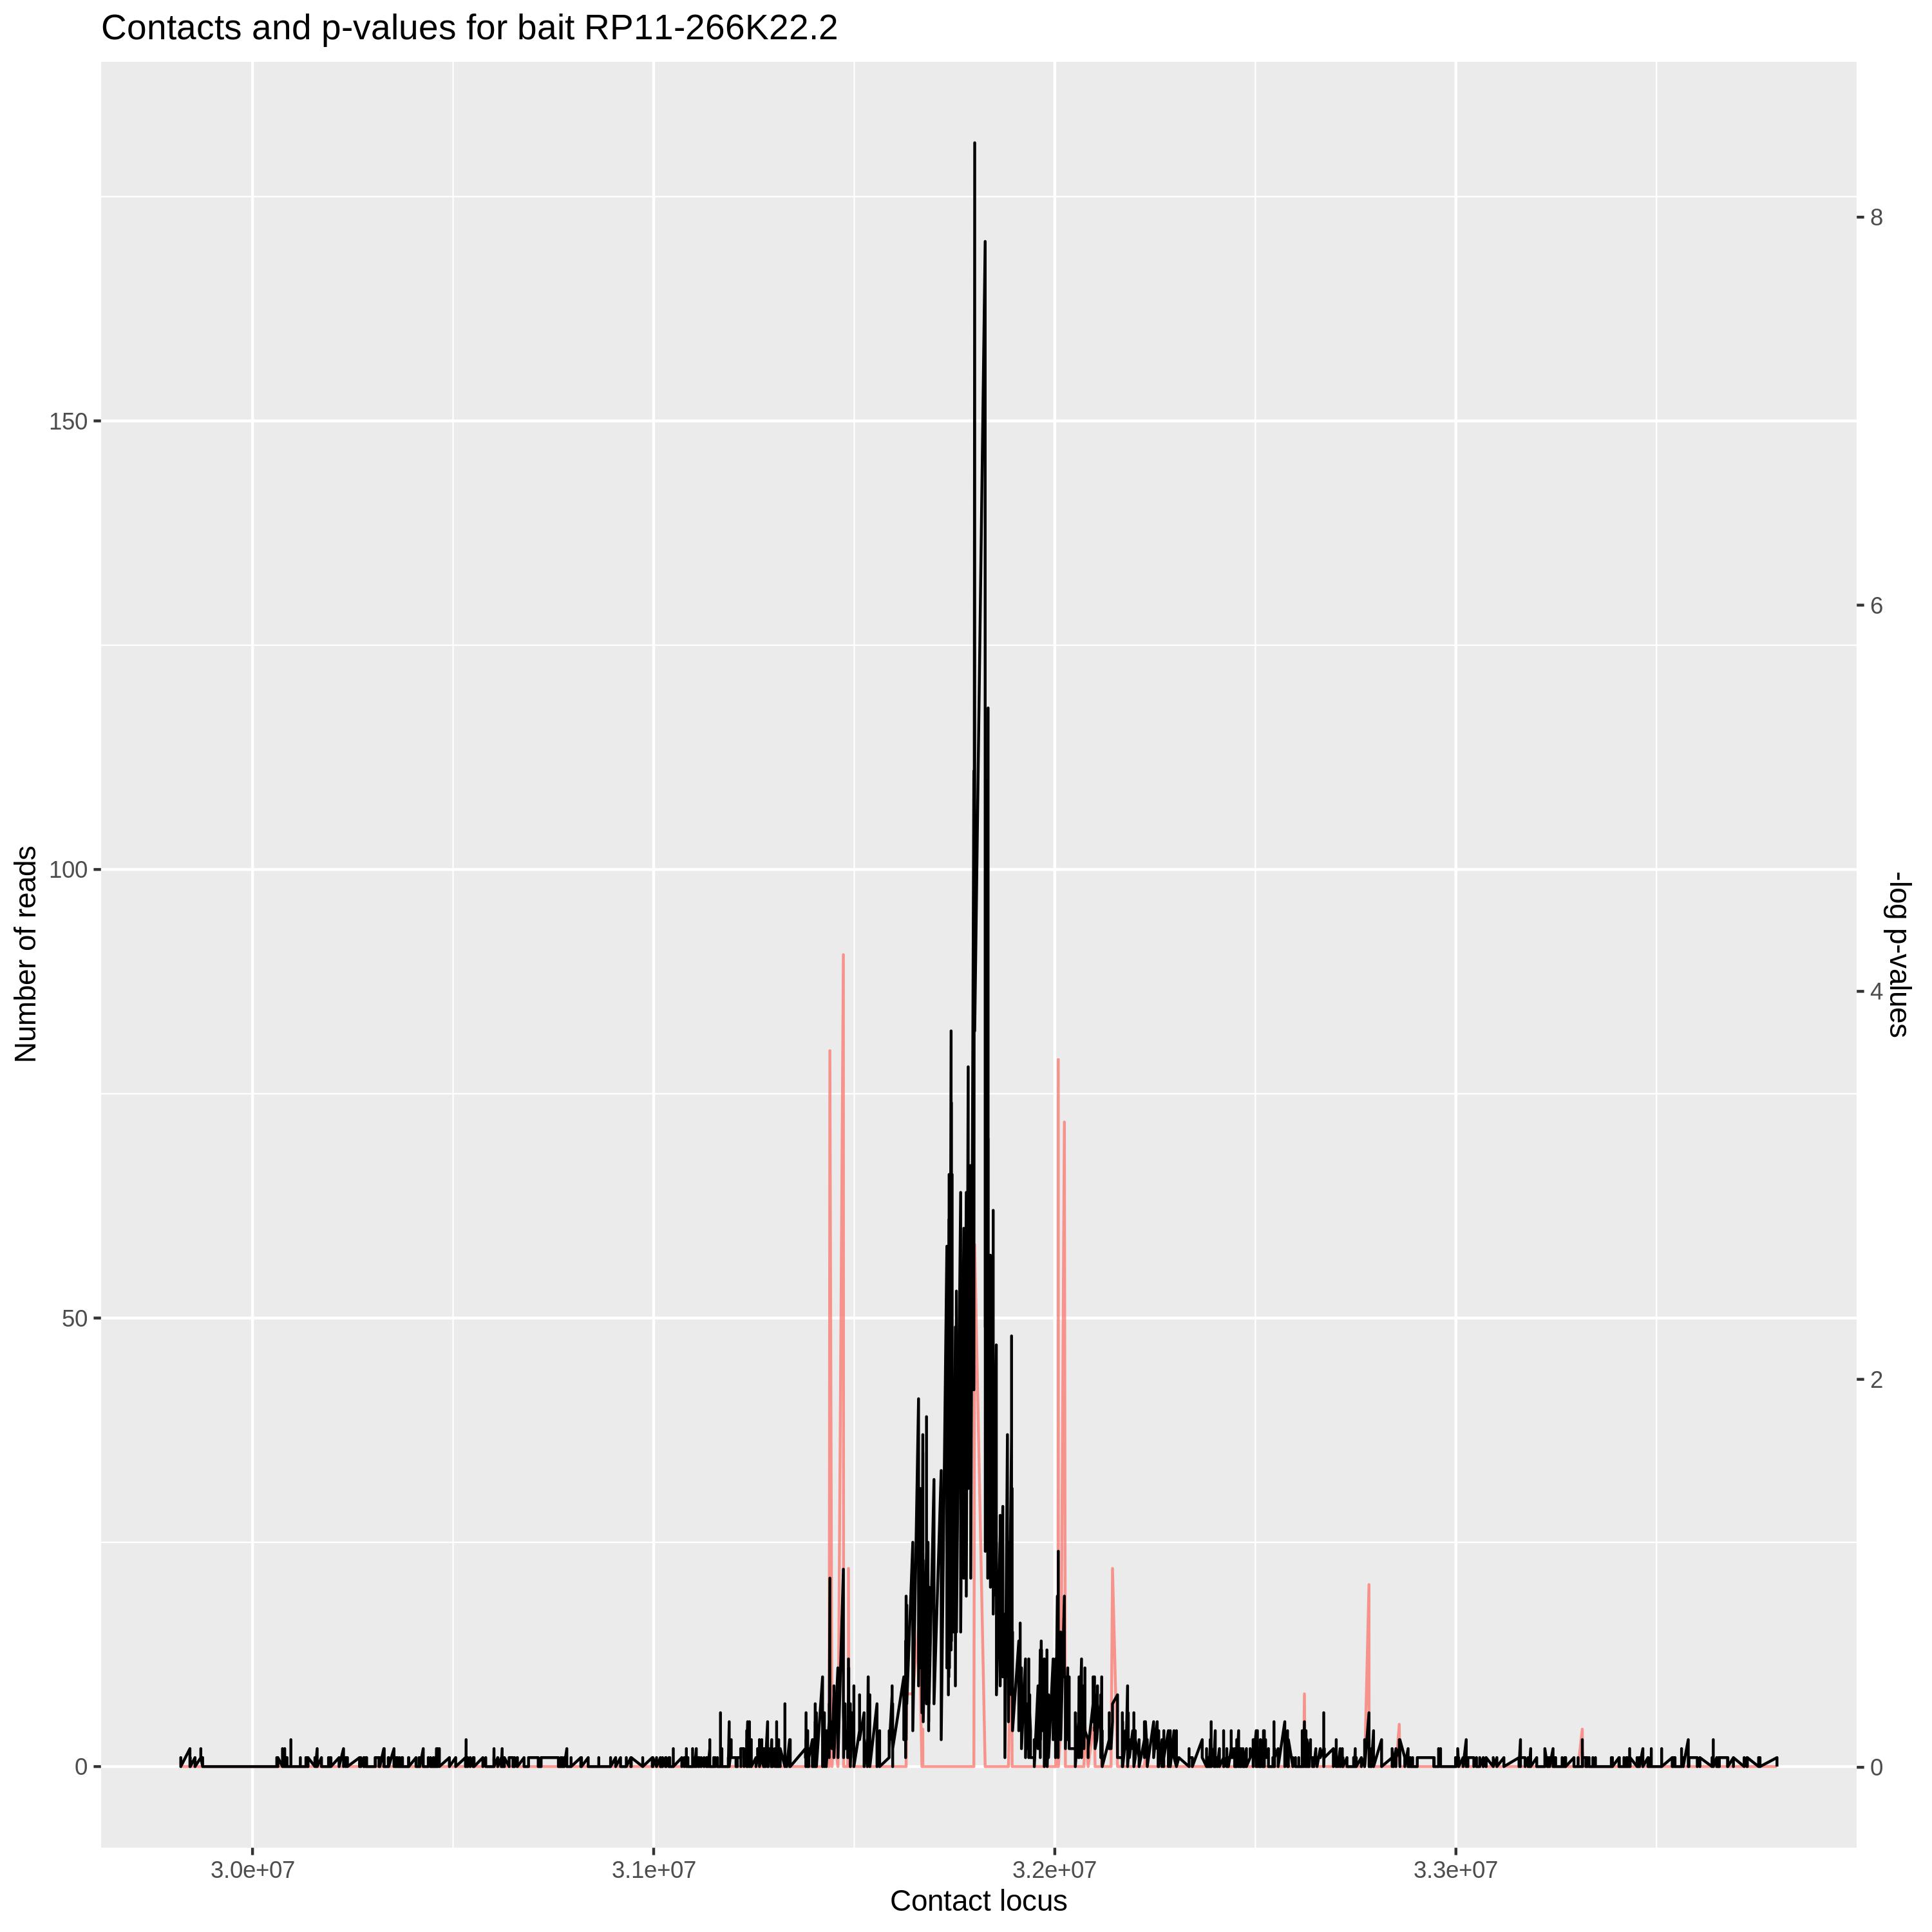 Contacts and p-values for bait RP11-266K22.2
150
100
50
0
Number of reads
8
6
4
2
0
-log p-values
3.0e+07
3.1e+07
3.2e+07
3.3e+07
Contact locus